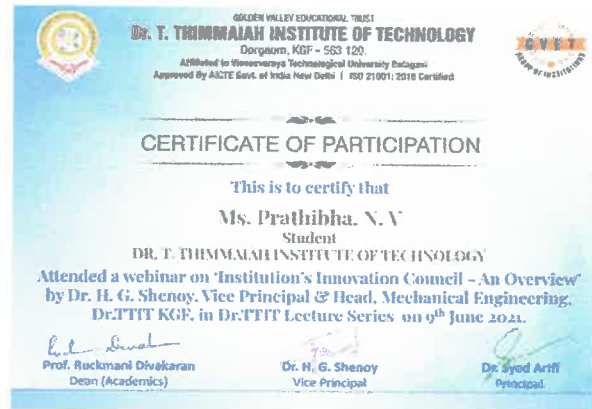 GOLDEN VALLEY EDUCATIONAL TRUST
Dr. T. THIMMAIAH INSTITUTE OF TECHNOLOGY
Oorgaum, KGF - 563 120.
Affiliated to Visvesvaraya Technological University Belagavi
Approved By AICTE Govt. of India New Delhi | ISO 21001: 2018 Certified
G V E T
GROUP OF INSTITUTIONS
CERTIFICATE OF PARTICIPATION
This is to certify that
Ms. Prathibha. N. V
Student
DR. T. THIMMAIAH INSTITUTE OF TECHNOLOGY
Attended a webinar on "Institution's Innovation Council - An Overview"
by Dr. H. G. Shenoy, Vice Principal & Head, Mechanical Engineering,
Dr.TTIT KGF, in Dr.TTIT Lecture Series on 9th June 2021.
Prof. Ruckmani Divakaran
Dean (Academics)
Dr. H. G. Shenoy
Vice Principal
Dr. Syed Ariff
Principal